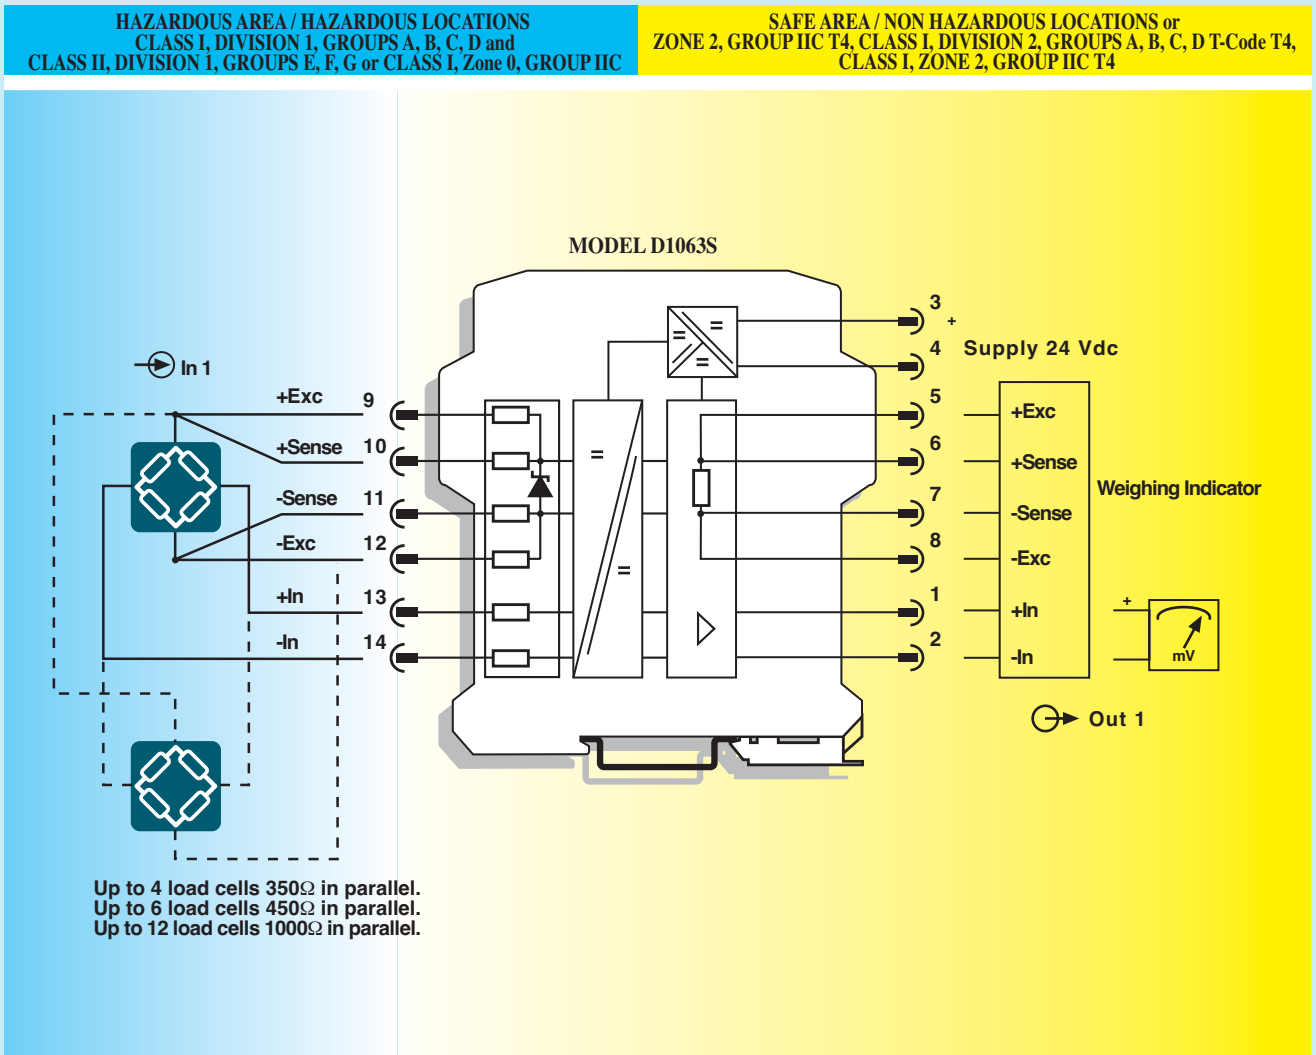 HAZARDOUS AREA / HAZARDOUS LOCATIONS
CLASS I, DIVISION 1, GROUPS A, B, C, D and
CLASS II, DIVISION 1, GROUPS E, F, G or CLASS I, Zone 0, GROUP IIC
SAFE AREA / NON HAZARDOUS LOCATIONS or
ZONE 2, GROUP IIC T4, CLASS I, DIVISION 2, GROUPS A, B, C, D T-Code T4,
CLASS I, ZONE 2, GROUP IIC T4
MODEL D1063S
In 1
+Exc 9
+Sense 10
-Sense 11
-Exc 12
+In 13
-In 14
3
+
4
Supply 24 Vdc
5
6
7
8
1
2
+Exc
+Sense
-Sense
-Exc
+In
-In
Weighing Indicator
+
mV
Out 1
Up to 4 load cells 350Ω in parallel.
Up to 6 load cells 450Ω in parallel.
Up to 12 load cells 1000Ω in parallel.